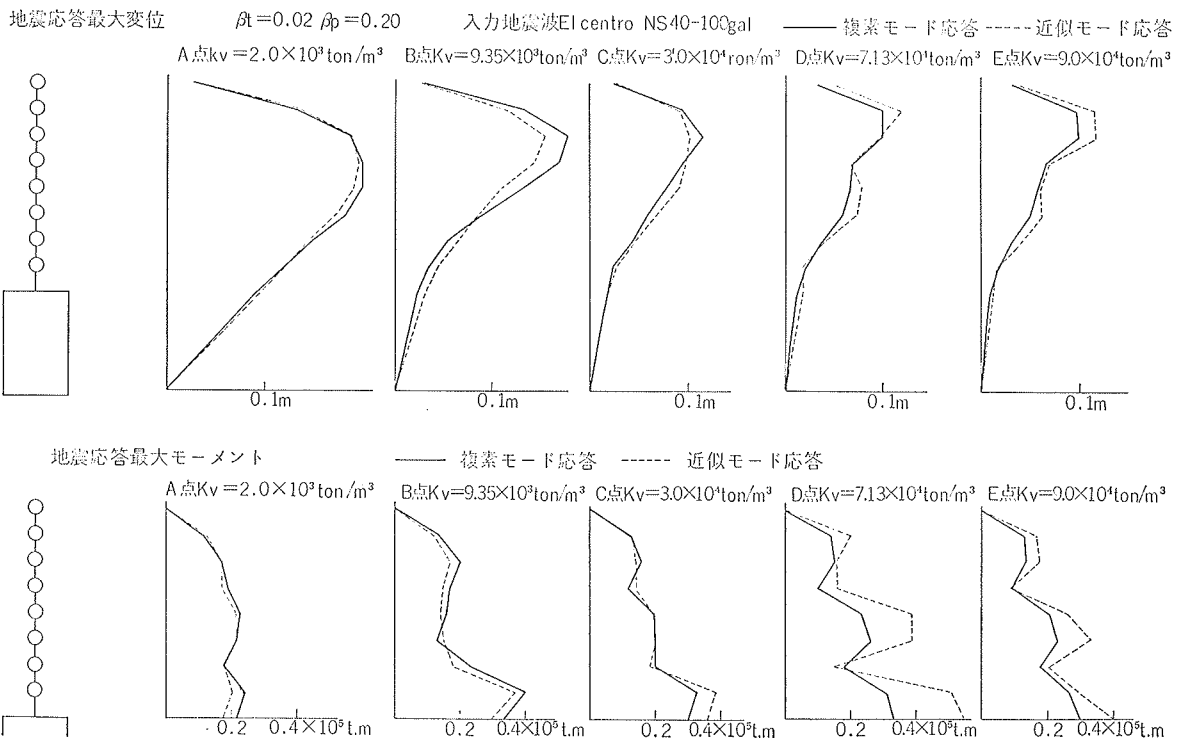 地震応答最大変位 βt=0.02 βp=0.20 入力地震波El centro NS40-100gal 複素モード応答 近似モード応答
A点kv=2.0×10³ton/m³ B点Kv=9.35×10³ton/m³ C点Kv=3.0×10⁴ron/m³ D点Kv=7.13×10⁴ton/m³ E点Kv=9.0×10⁴ton/m³
0.1m 0.1m 0.1m 0.1m 0.1m
地震応答最大モーメント 複素モード応答 近似モード応答
A点Kv=2.0×10³ton/m³ B点Kv=9.35×10³ton/m³ C点Kv=3.0×10⁴ton/m³ D点Kv=7.13×10⁴ton/m³ E点Kv=9.0×10⁴ton/m³
0.2 0.4×10⁵t.m 0.2 0.4×10⁵t.m 0.2 0.4×10⁵t.m 0.2 0.4×10⁵t.m 0.2 0.4×10⁵t.m